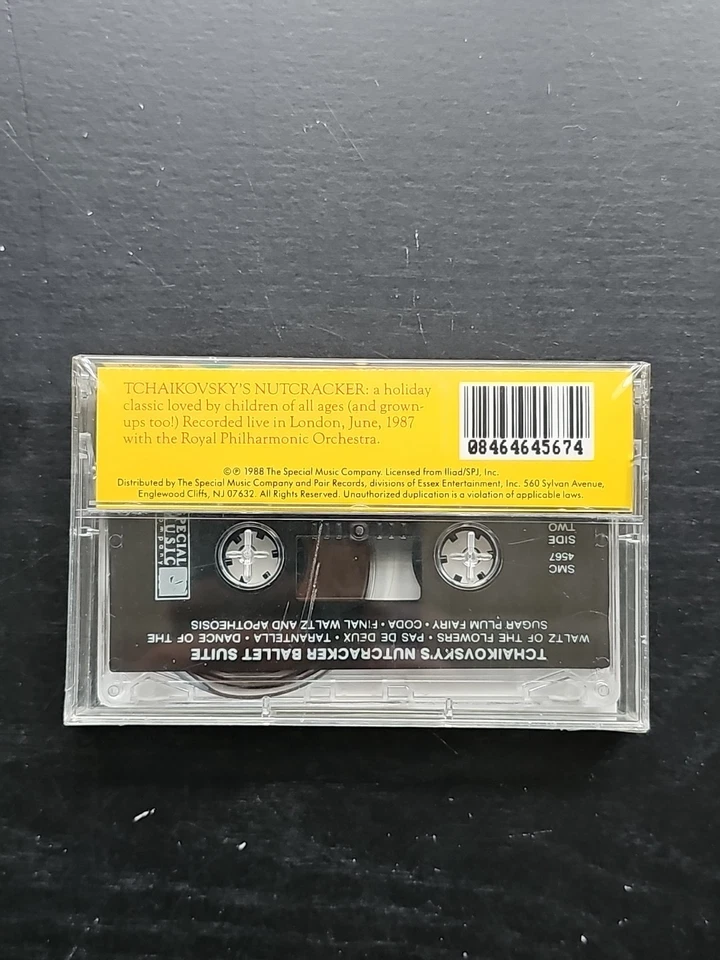 TCHAIKOVSKY'S NUTCRACKER: a holiday
classic loved by children of all ages (and grown-
ups too!) Recorded live in London, June, 1987
with the Royal Philharmonic Orchestra.
08464645674
©℗ 1988 The Special Music Company. Licensed from Iliad/SPJ, Inc.
Distributed by The Special Music Company and Pair Records, divisions of Essex Entertainment, Inc. 560 Sylvan Avenue,
Englewood Cliffs, NJ 07632. All Rights Reserved. Unauthorized duplication is a violation of applicable laws.
TCHAIKOVSKY'S NUTCRACKER BALLET SUITE
WALTZ OF THE FLOWERS • PAS DE DEUX • TARANTELLA • DANCE OF THE
SUGAR PLUM FAIRY • CODA • FINAL WALTZ AND APOTHEOSIS
SMC
4567
SIDE
TWO
SPECIAL
MUSIC
Company